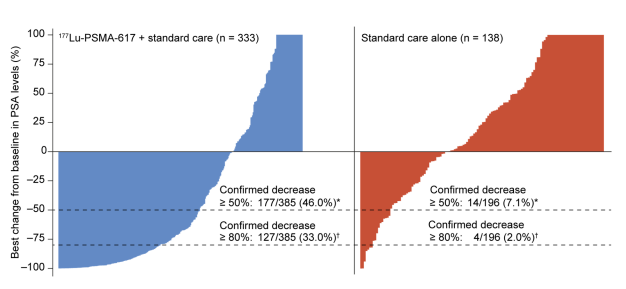 Best change from baseline in PSA levels (%)
100
75
50
25
0
−50
−75
−100
¹⁷⁷Lu-PSMA-617 + standard care (n = 333)
Confirmed decrease
≥ 50%: 177/385 (46.0%)*
Confirmed decrease
≥ 80%: 127/385 (33.0%)†
Standard care alone (n = 138)
Confirmed decrease
≥ 50%: 14/196 (7.1%)*
Confirmed decrease
≥ 80%: 4/196 (2.0%)†